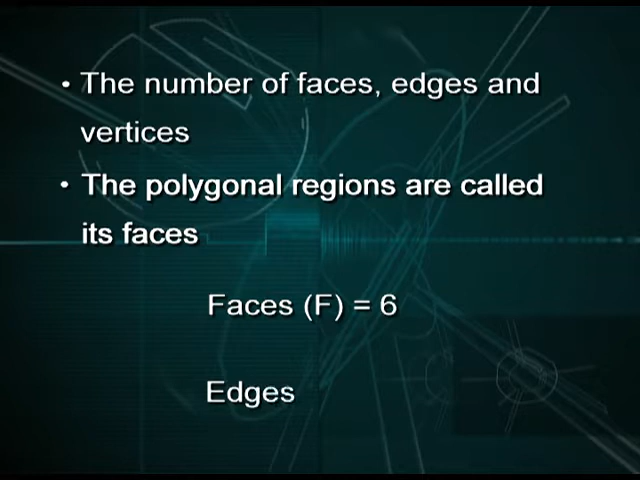 • The number of faces, edges and
vertices
• The polygonal regions are called
its faces
Faces (F) = 6
Edges